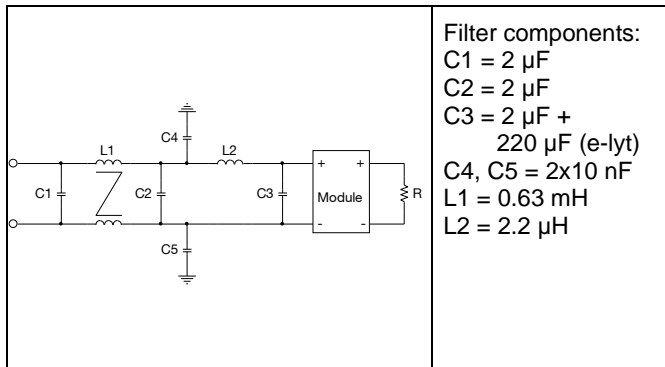 C4
L1
L2
C1
C2
C3
+
+
Module
-
-
R
C5
Filter components:
C1 = 2 µF
C2 = 2 µF
C3 = 2 µF +
220 µF (e-lyt)
C4, C5 = 2x10 nF
L1 = 0.63 mH
L2 = 2.2 µH